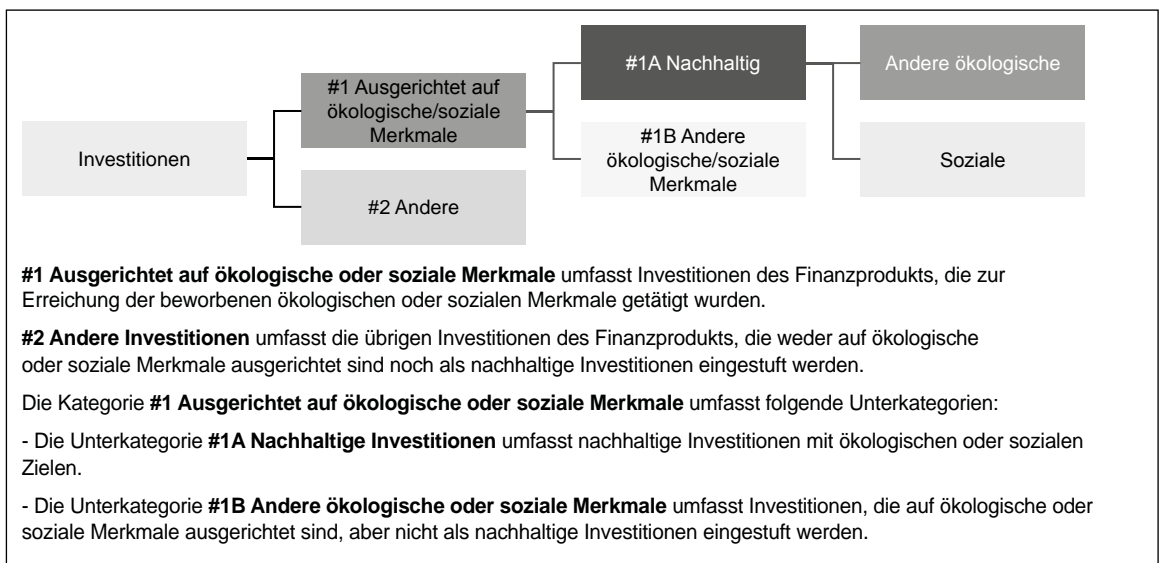 Investitionen
#1 Ausgerichtet auf
ökologische/soziale
Merkmale
#2 Andere
#1A Nachhaltig
#1B Andere
ökologische/soziale
Merkmale
Andere ökologische
Soziale
#1 Ausgerichtet auf ökologische oder soziale Merkmale umfasst Investitionen des Finanzprodukts, die zur
Erreichung der beworbenen ökologischen oder sozialen Merkmale getätigt wurden.
#2 Andere Investitionen umfasst die übrigen Investitionen des Finanzprodukts, die weder auf ökologische
oder soziale Merkmale ausgerichtet sind noch als nachhaltige Investitionen eingestuft werden.
Die Kategorie #1 Ausgerichtet auf ökologische oder soziale Merkmale umfasst folgende Unterkategorien:
- Die Unterkategorie #1A Nachhaltige Investitionen umfasst nachhaltige Investitionen mit ökologischen oder sozialen
Zielen.
- Die Unterkategorie #1B Andere ökologische oder soziale Merkmale umfasst Investitionen, die auf ökologische oder
soziale Merkmale ausgerichtet sind, aber nicht als nachhaltige Investitionen eingestuft werden.